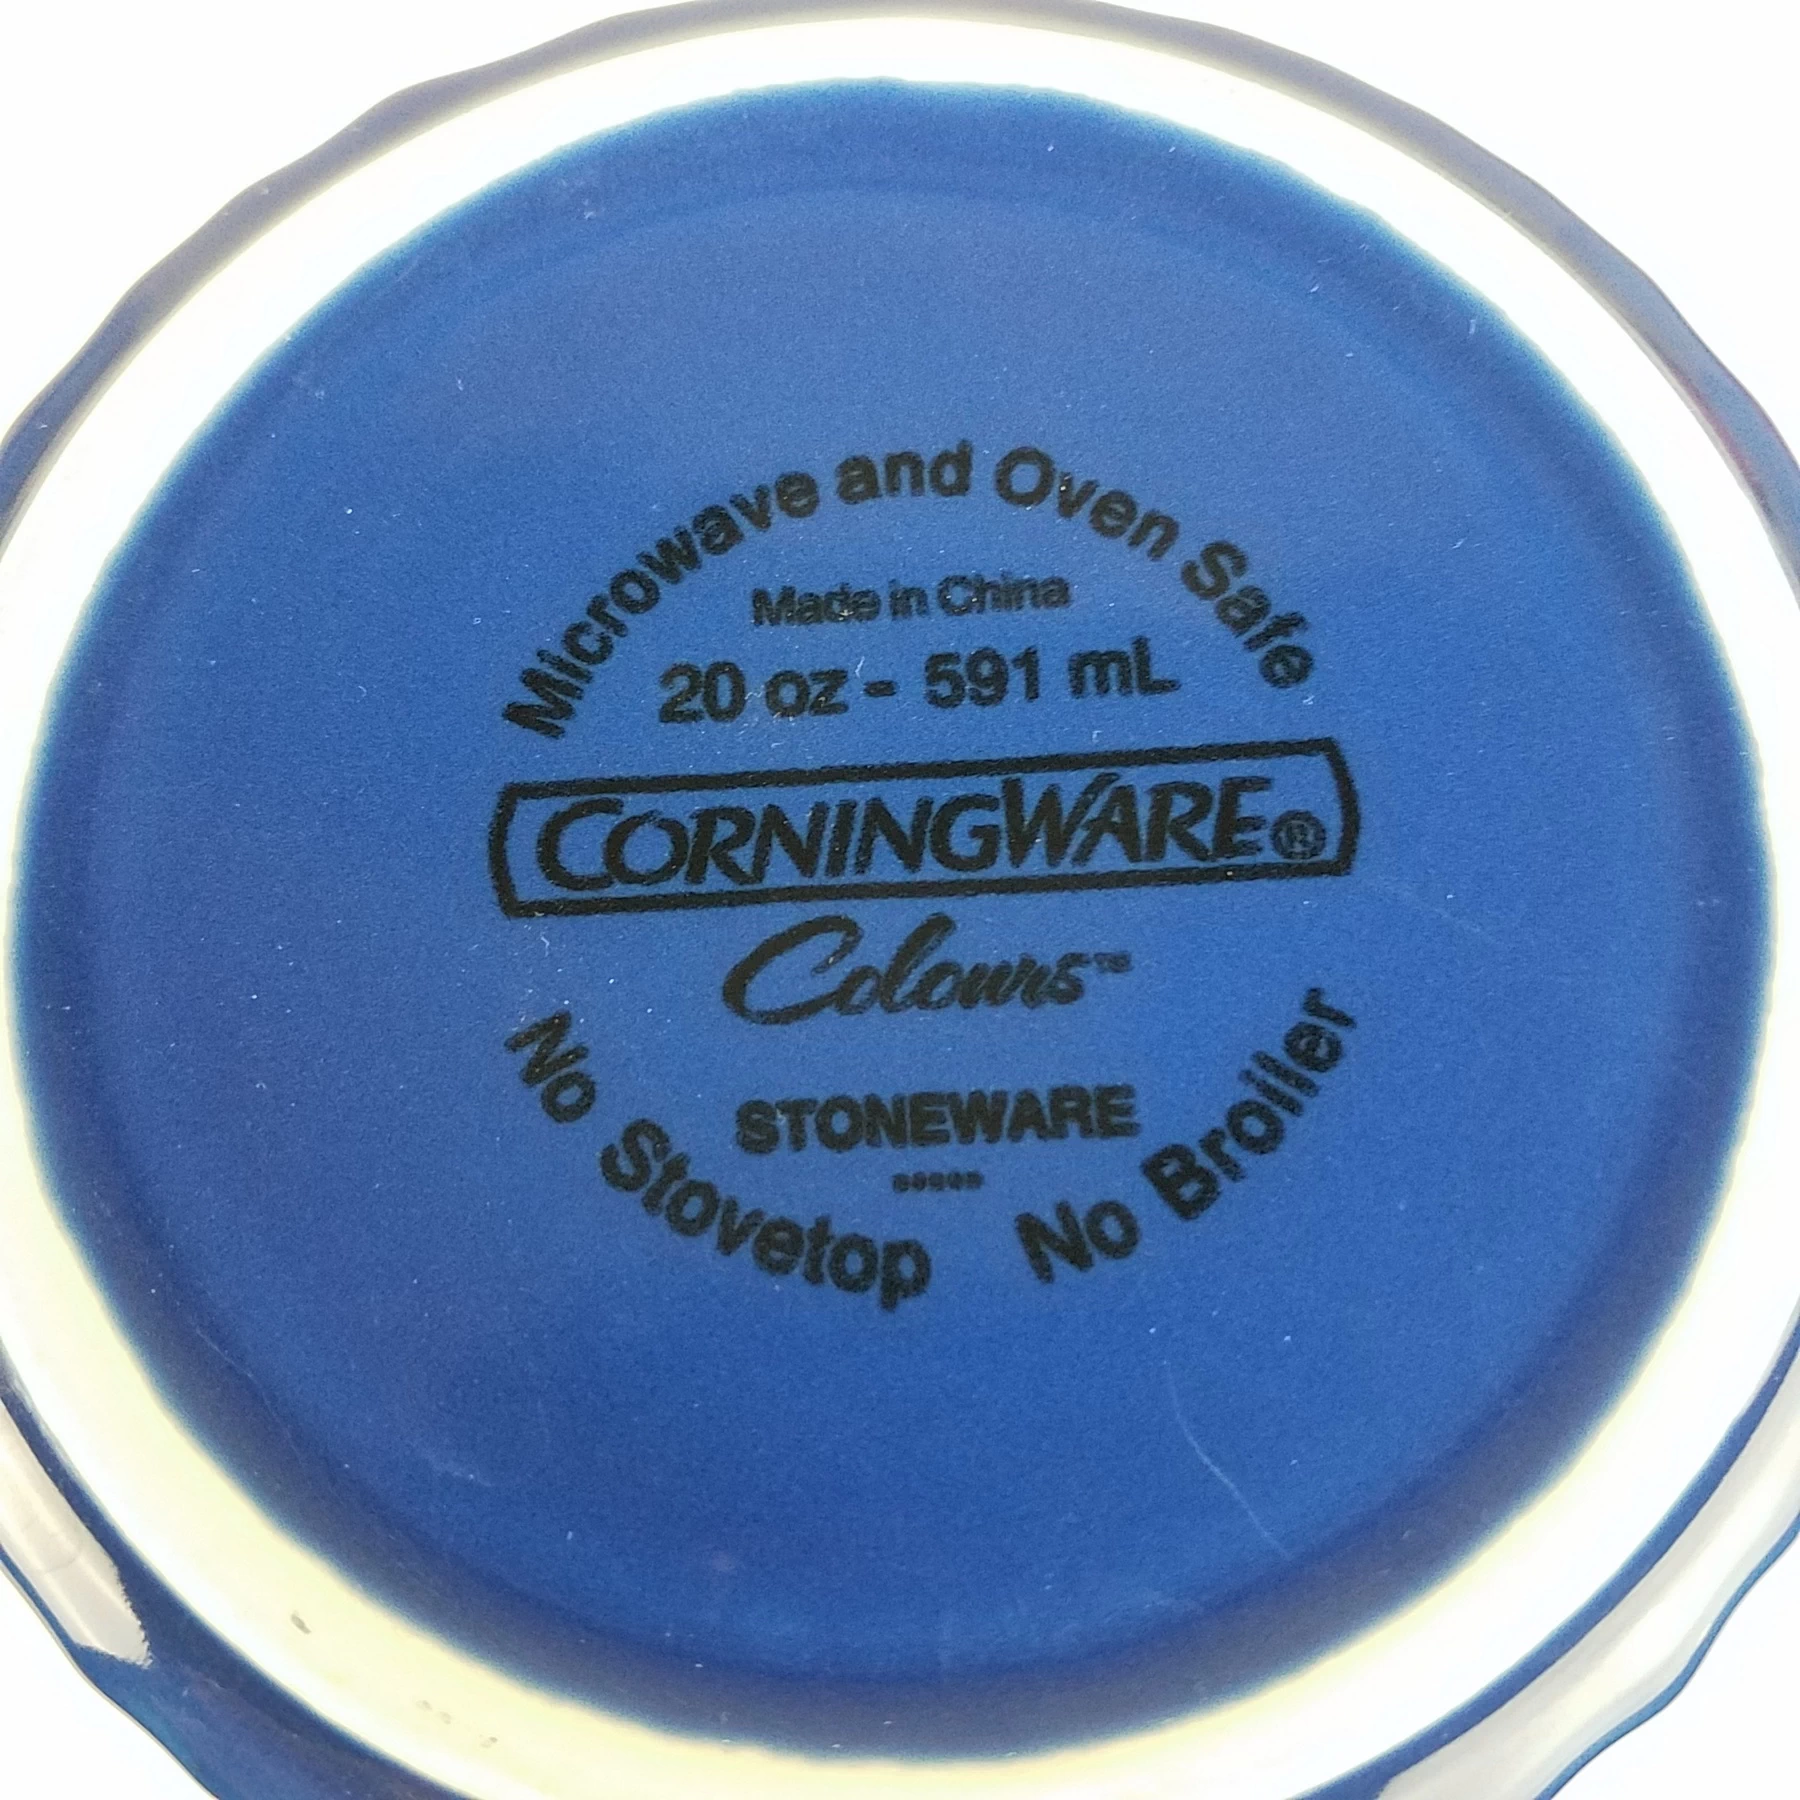 Microwave and Oven Safe
Made in China
20 oz - 591 mL
CORNINGWARE®
Colours™
STONEWARE
No Stovetop No Broiler